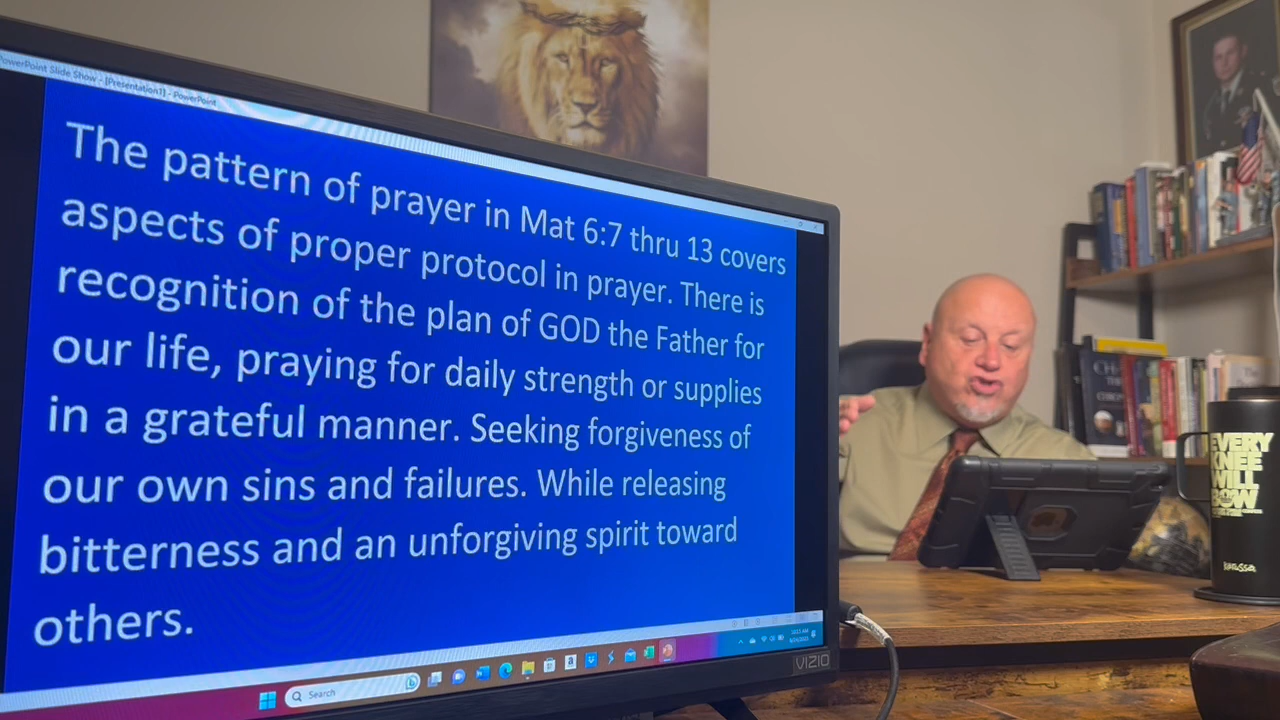 PowerPoint Slide Show - [Presentation1] - PowerPoint
The pattern of prayer in Mat 6:7 thru 13 covers
aspects of proper protocol in prayer. There is
recognition of the plan of GOD the Father for
our life, praying for daily strength or supplies
in a grateful manner. Seeking forgiveness of
our own sins and failures. While releasing
bitterness and an unforgiving spirit toward
others.
Search
VIZIO
EVERY
KNEE
WILL
BOW